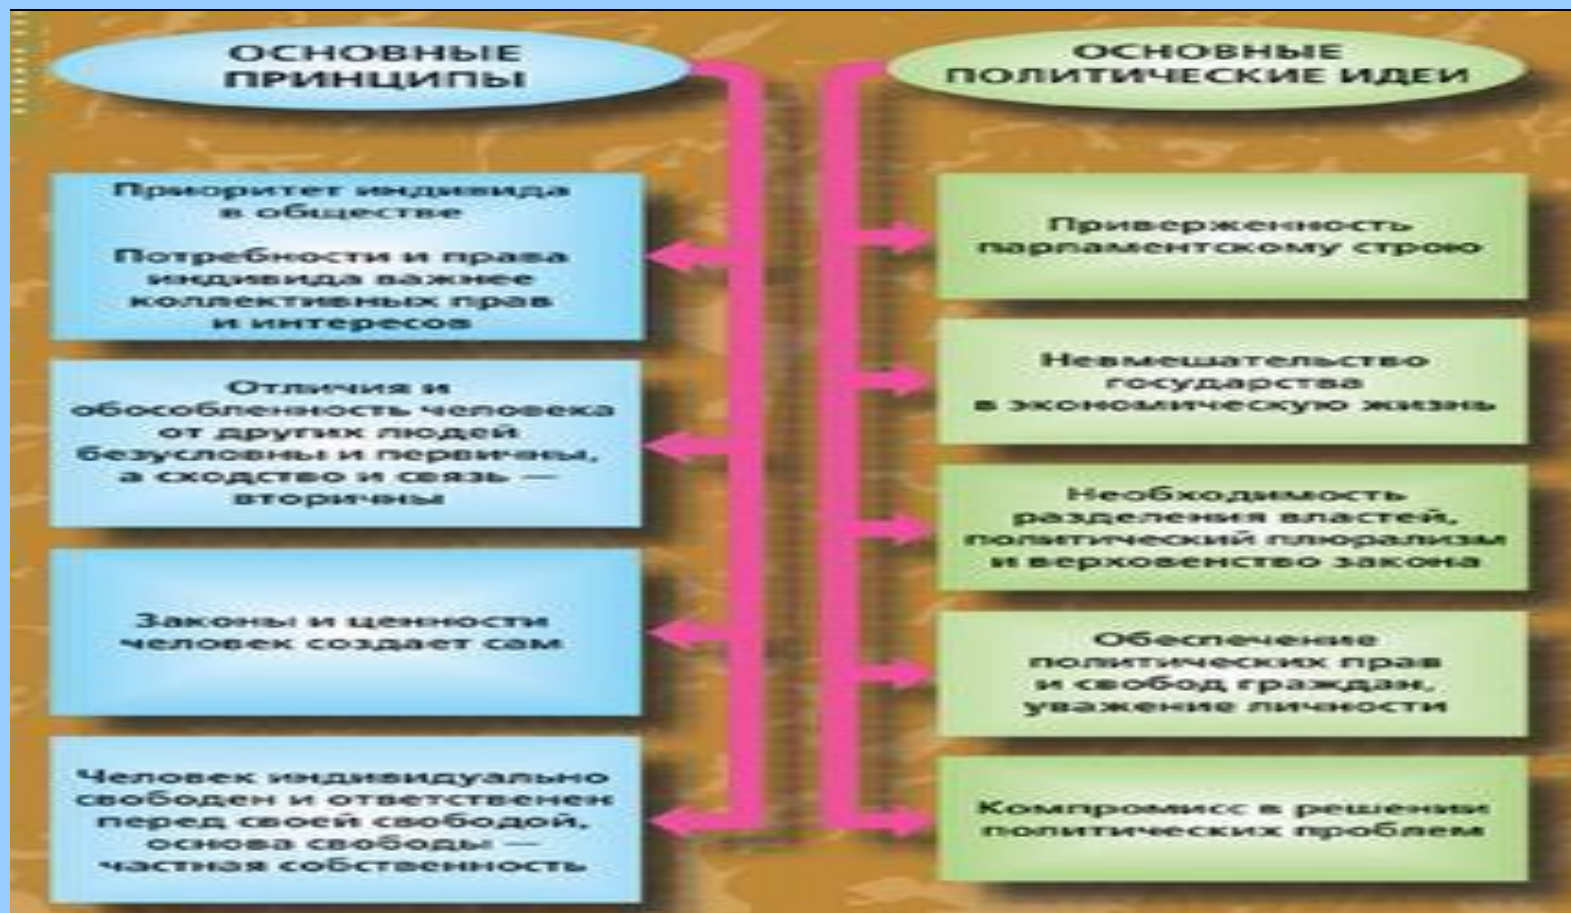 ОСНОВНЫЕ
ПРИНЦИПЫ
Приоритет индивида
в обществе
Потребности и права
индивида важнее
коллективных прав
и интересов
Отличия и
обособленность человека
от других людей
безусловны и первичны,
а сходство и связь —
вторичны
Законы и ценности
человек создает сам
Человек индивидуально
свободен и ответственен
перед своей свободой,
основа свободы —
частная собственность
ОСНОВНЫЕ
ПОЛИТИЧЕСКИЕ ИДЕИ
Приверженность
парламентскому строю
Невмешательство
государства
в экономическую жизнь
Необходимость
разделения властей,
политический плюрализм
и верховенство закона
Обеспечение
политических прав
и свобод граждан,
уважение личности
Компромисс в решении
политических проблем